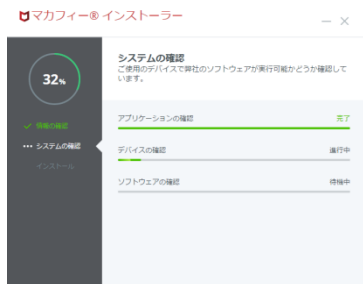 マカフィー® インストーラー
32%
システムの確認
ご使用のデバイスで弊社のソフトウェアが実行可能かどうか確認して
います。
アプリケーションの確認 完了
✓ 情報の確認
••• システムの確認
デバイスの確認 進行中
インストール
ソフトウェアの確認 待機中